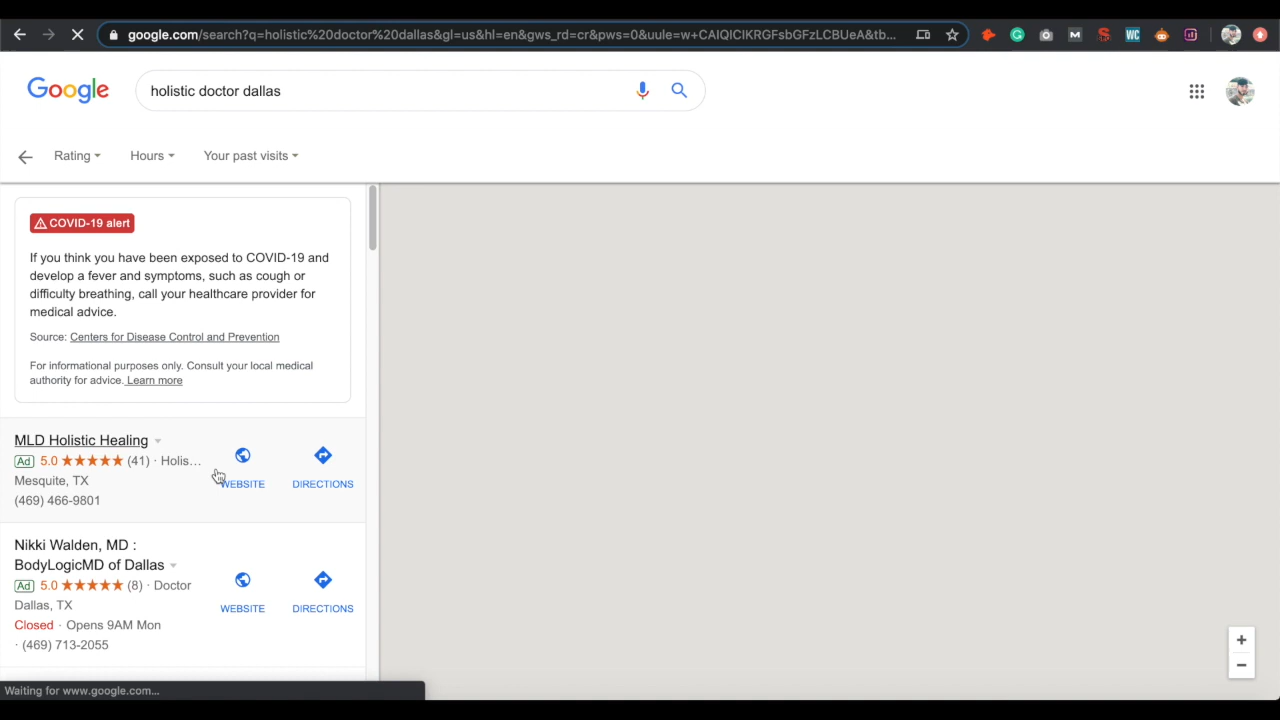 google.com/search?q=holistic%20doctor%20dallas&gl=us&hl=en&gws_rd=cr&pws=0&uule=w+CAIQICIKRGFsbGFzLCBUeA&tb...
Google
holistic doctor dallas
Rating
Hours
Your past visits
COVID-19 alert
If you think you have been exposed to COVID-19 and
develop a fever and symptoms, such as cough or
difficulty breathing, call your healthcare provider for
medical advice.
Source: Centers for Disease Control and Prevention
For informational purposes only. Consult your local medical
authority for advice. Learn more
MLD Holistic Healing
Ad 5.0 (41) · Holis...
Mesquite, TX
(469) 466-9801
WEBSITE
DIRECTIONS
Nikki Walden, MD :
BodyLogicMD of Dallas
Ad 5.0 (8) · Doctor
Dallas, TX
Closed · Opens 9AM Mon
· (469) 713-2055
WEBSITE
DIRECTIONS
Waiting for www.google.com...